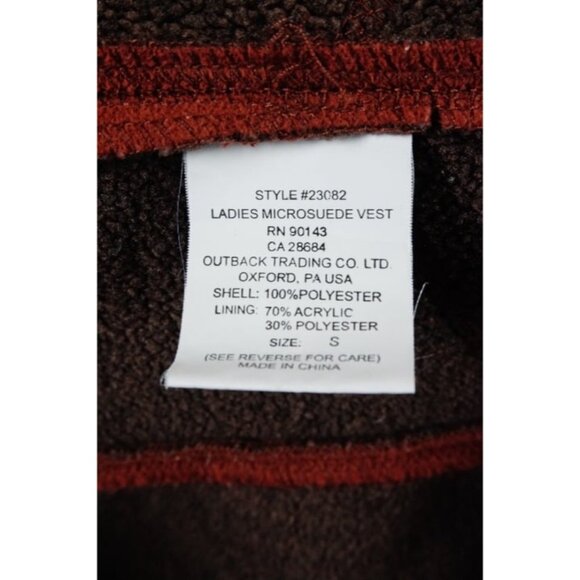 STYLE #23082
LADIES MICROSUEDE VEST
RN 90143
CA 28684
OUTBACK TRADING CO. LTD
OXFORD, PA USA
SHELL: 100%POLYESTER
LINING: 70% ACRYLIC
30% POLYESTER
SIZE: S
(SEE REVERSE FOR CARE)
MADE IN CHINA